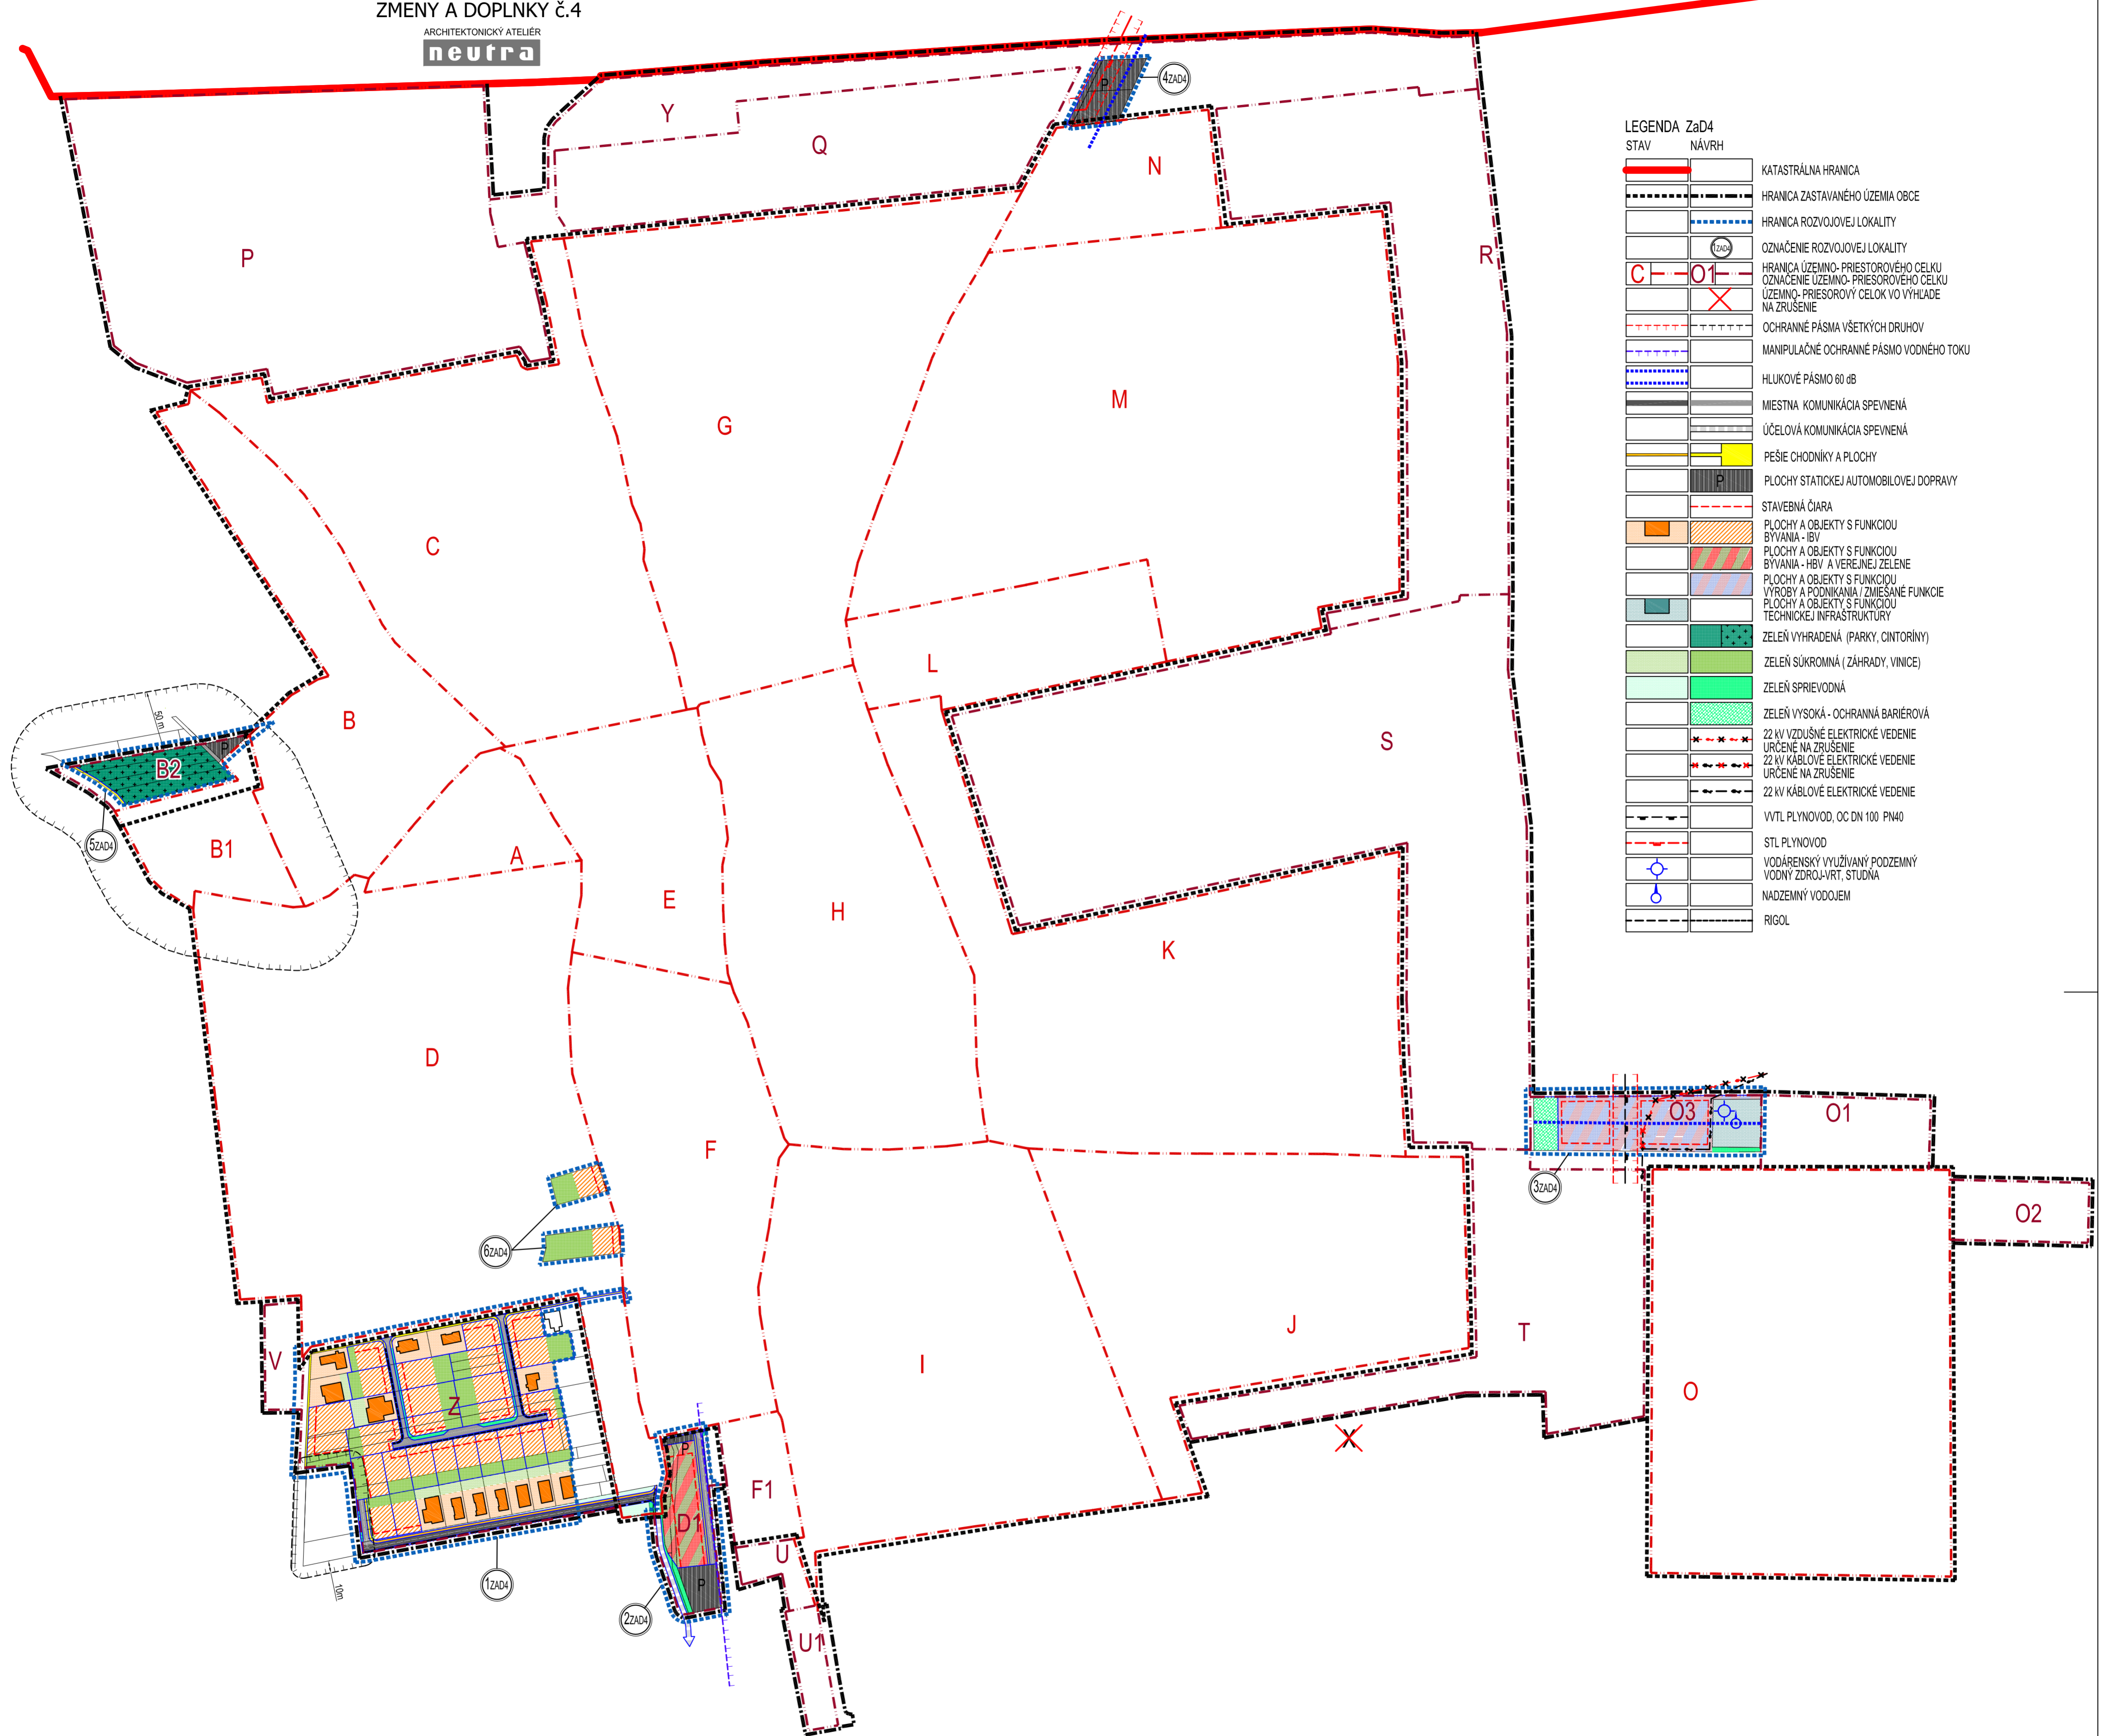 ZMENY A DOPLNKY č.4
ARCHITEKTONICKÝ ATELIÉR
neutra
4ZAD4
P
Y
Q
N
P
R
LEGENDA ZaD4
STAV NÁVRH
KATASTRÁLNA HRANICA
HRANICA ZASTAVANÉHO ÚZEMIA OBCE
HRANICA ROZVOJOVEJ LOKALITY
1ZAD4 OZNAČENIE ROZVOJOVEJ LOKALITY
C O1 HRANICA ÚZEMNO- PRIESTOROVÉHO CELKU
OZNAČENIE ÚZEMNO- PRIESOROVÉHO CELKU
ÚZEMNO- PRIESOROVÝ CELOK VO VÝHĽADE
NA ZRUŠENIE
OCHRANNÉ PÁSMA VŠETKÝCH DRUHOV
MANIPULAČNÉ OCHRANNÉ PÁSMO VODNÉHO TOKU
HLUKOVÉ PÁSMO 60 dB
MIESTNA KOMUNIKÁCIA SPEVNENÁ
ÚČELOVÁ KOMUNIKÁCIA SPEVNENÁ
PEŠIE CHODNÍKY A PLOCHY
P PLOCHY STATICKEJ AUTOMOBILOVEJ DOPRAVY
STAVEBNÁ ČIARA
PLOCHY A OBJEKTY S FUNKCIOU
BÝVANIA - IBV
PLOCHY A OBJEKTY S FUNKCIOU
BÝVANIA - HBV A VEREJNEJ ZELENE
PLOCHY A OBJEKTY S FUNKCIOU
VÝROBY A PODNIKANIA / ZMIEŠANÉ FUNKCIE
PLOCHY A OBJEKTY S FUNKCIOU
TECHNICKEJ INFRAŠTRUKTÚRY
ZELEŇ VYHRADENÁ (PARKY, CINTORÍNY)
ZELEŇ SÚKROMNÁ ( ZÁHRADY, VINICE)
ZELEŇ SPRIEVODNÁ
ZELEŇ VYSOKÁ - OCHRANNÁ BARIÉROVÁ
22 kV VZDUŠNÉ ELEKTRICKÉ VEDENIE
URČENÉ NA ZRUŠENIE
22 kV KÁBLOVÉ ELEKTRICKÉ VEDENIE
URČENÉ NA ZRUŠENIE
22 kV KÁBLOVÉ ELEKTRICKÉ VEDENIE
VVTL PLYNOVOD, OC DN 100 PN40
STL PLYNOVOD
VODÁRENSKÝ VYUŽÍVANÝ PODZEMNÝ
VODNÝ ZDROJ-VRT, STUDŇA
NADZEMNÝ VODOJEM
RIGOL
G
M
C
L
B
S
50 m
P
B2
5ZAD4
B1
A
E
H
K
D
F
O3
O1
3ZAD4
O2
6ZAD4
J
T
V
I
O
Z
X
P
F1
D1
U
P
1ZAD4
10m
2ZAD4
U1